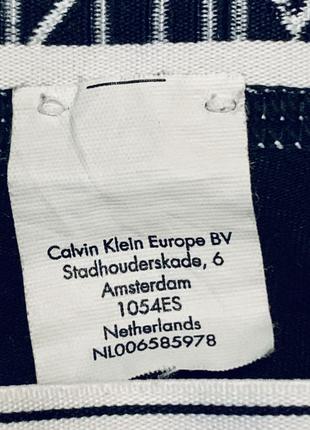 Calvin Klein Europe BV
Stadhouderskade, 6
Amsterdam
1054ES
Netherlands
NL006585978